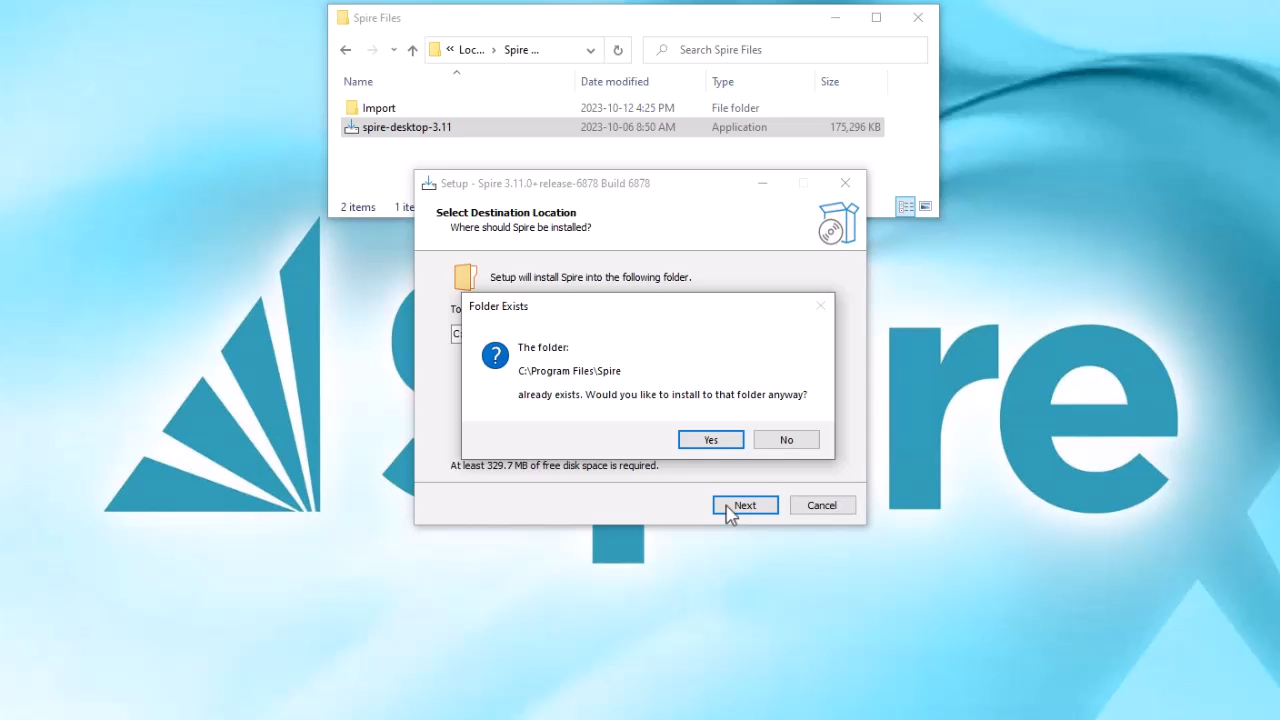 Spire Files
« Loc... › Spire ...
Search Spire Files
Name Date modified Type Size
Import 2023-10-12 4:25 PM File folder
spire-desktop-3.11 2023-10-06 8:50 AM Application 175,296 KB
2 items 1 ite
Setup - Spire 3.11.0+release-6878 Build 6878
Select Destination Location
Where should Spire be installed?
Setup will install Spire into the following folder.
To
C:
Folder Exists
The folder:
C:\Program Files\Spire
already exists. Would you like to install to that folder anyway?
Yes No
At least 329.7 MB of free disk space is required.
Next Cancel
Spire